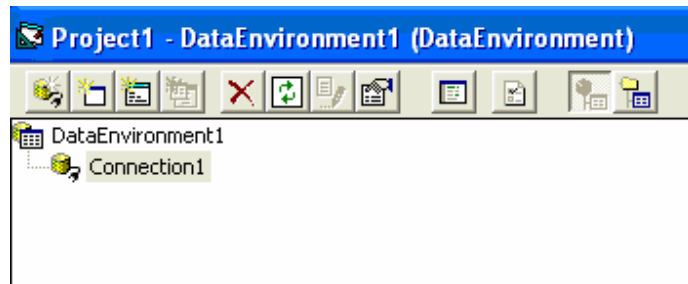 Project1 - DataEnvironment1 (DataEnvironment)
DataEnvironment1
Connection1